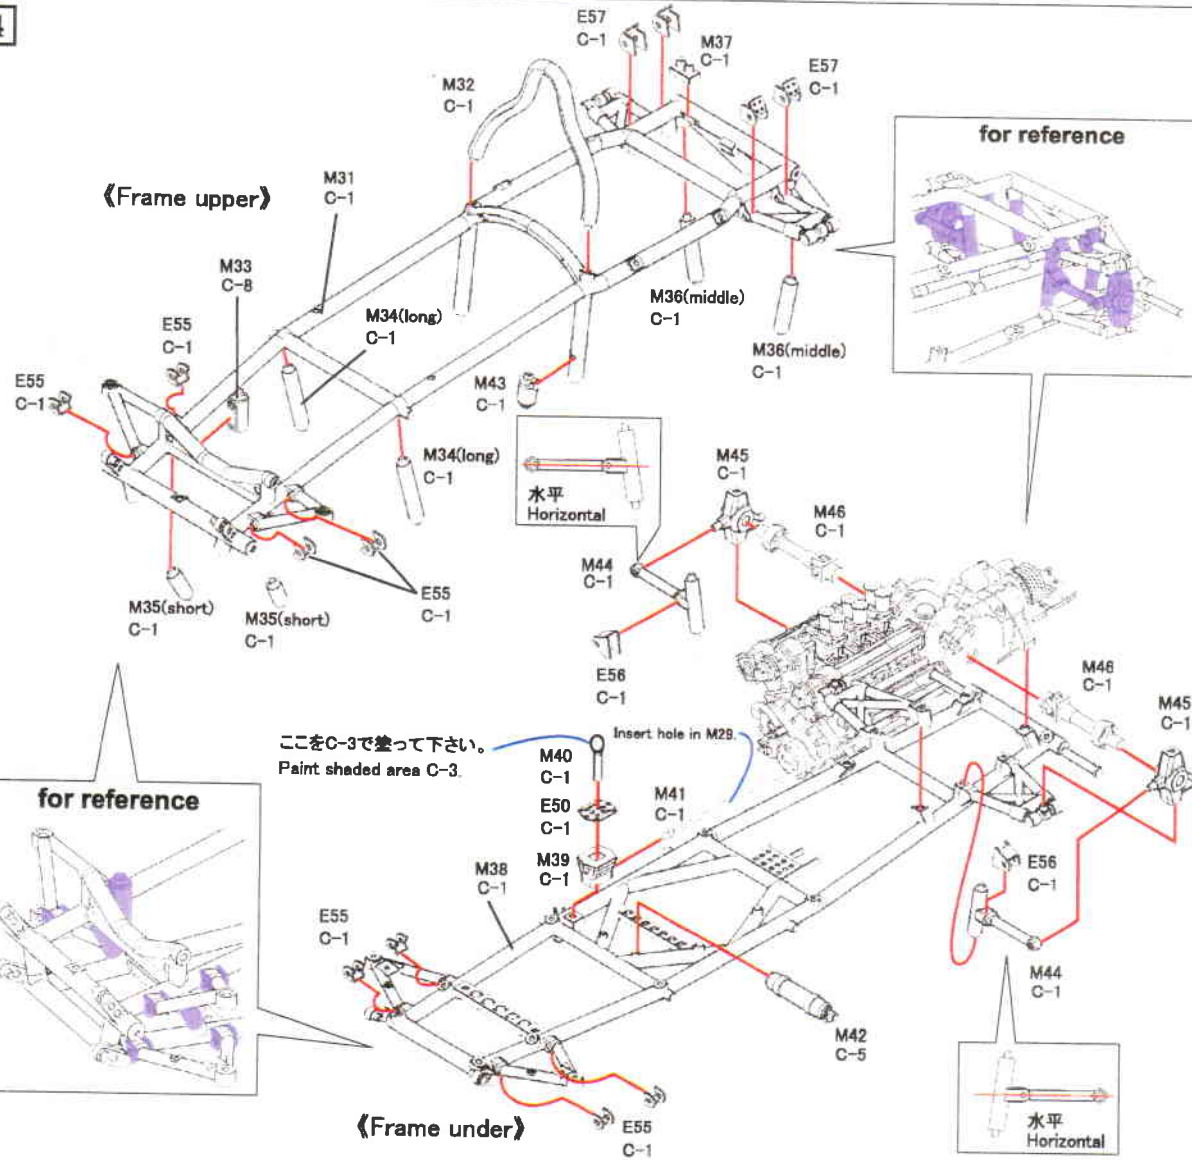 4
E57
C-1
M37
C-1
E57
C-1
M32
C-1
for reference
《Frame upper》
M31
C-1
M33
C-8
M34(long)
C-1
M36(middle)
C-1
M36(middle)
C-1
E55
C-1
E55
C-1
M43
C-1
M34(long)
C-1
水平
Horizontal
M45
C-1
M46
C-1
M44
C-1
E55
C-1
M35(short)
C-1
M35(short)
C-1
E56
C-1
M46
C-1
M45
C-1
ここをC-3で塗って下さい。
Paint shaded area C-3.
Insert hole in M29.
M40
C-1
E50
C-1
M41
C-1
M39
C-1
for reference
M38
C-1
E56
C-1
E55
C-1
M44
C-1
M42
C-5
水平
Horizontal
E55
C-1
《Frame under》